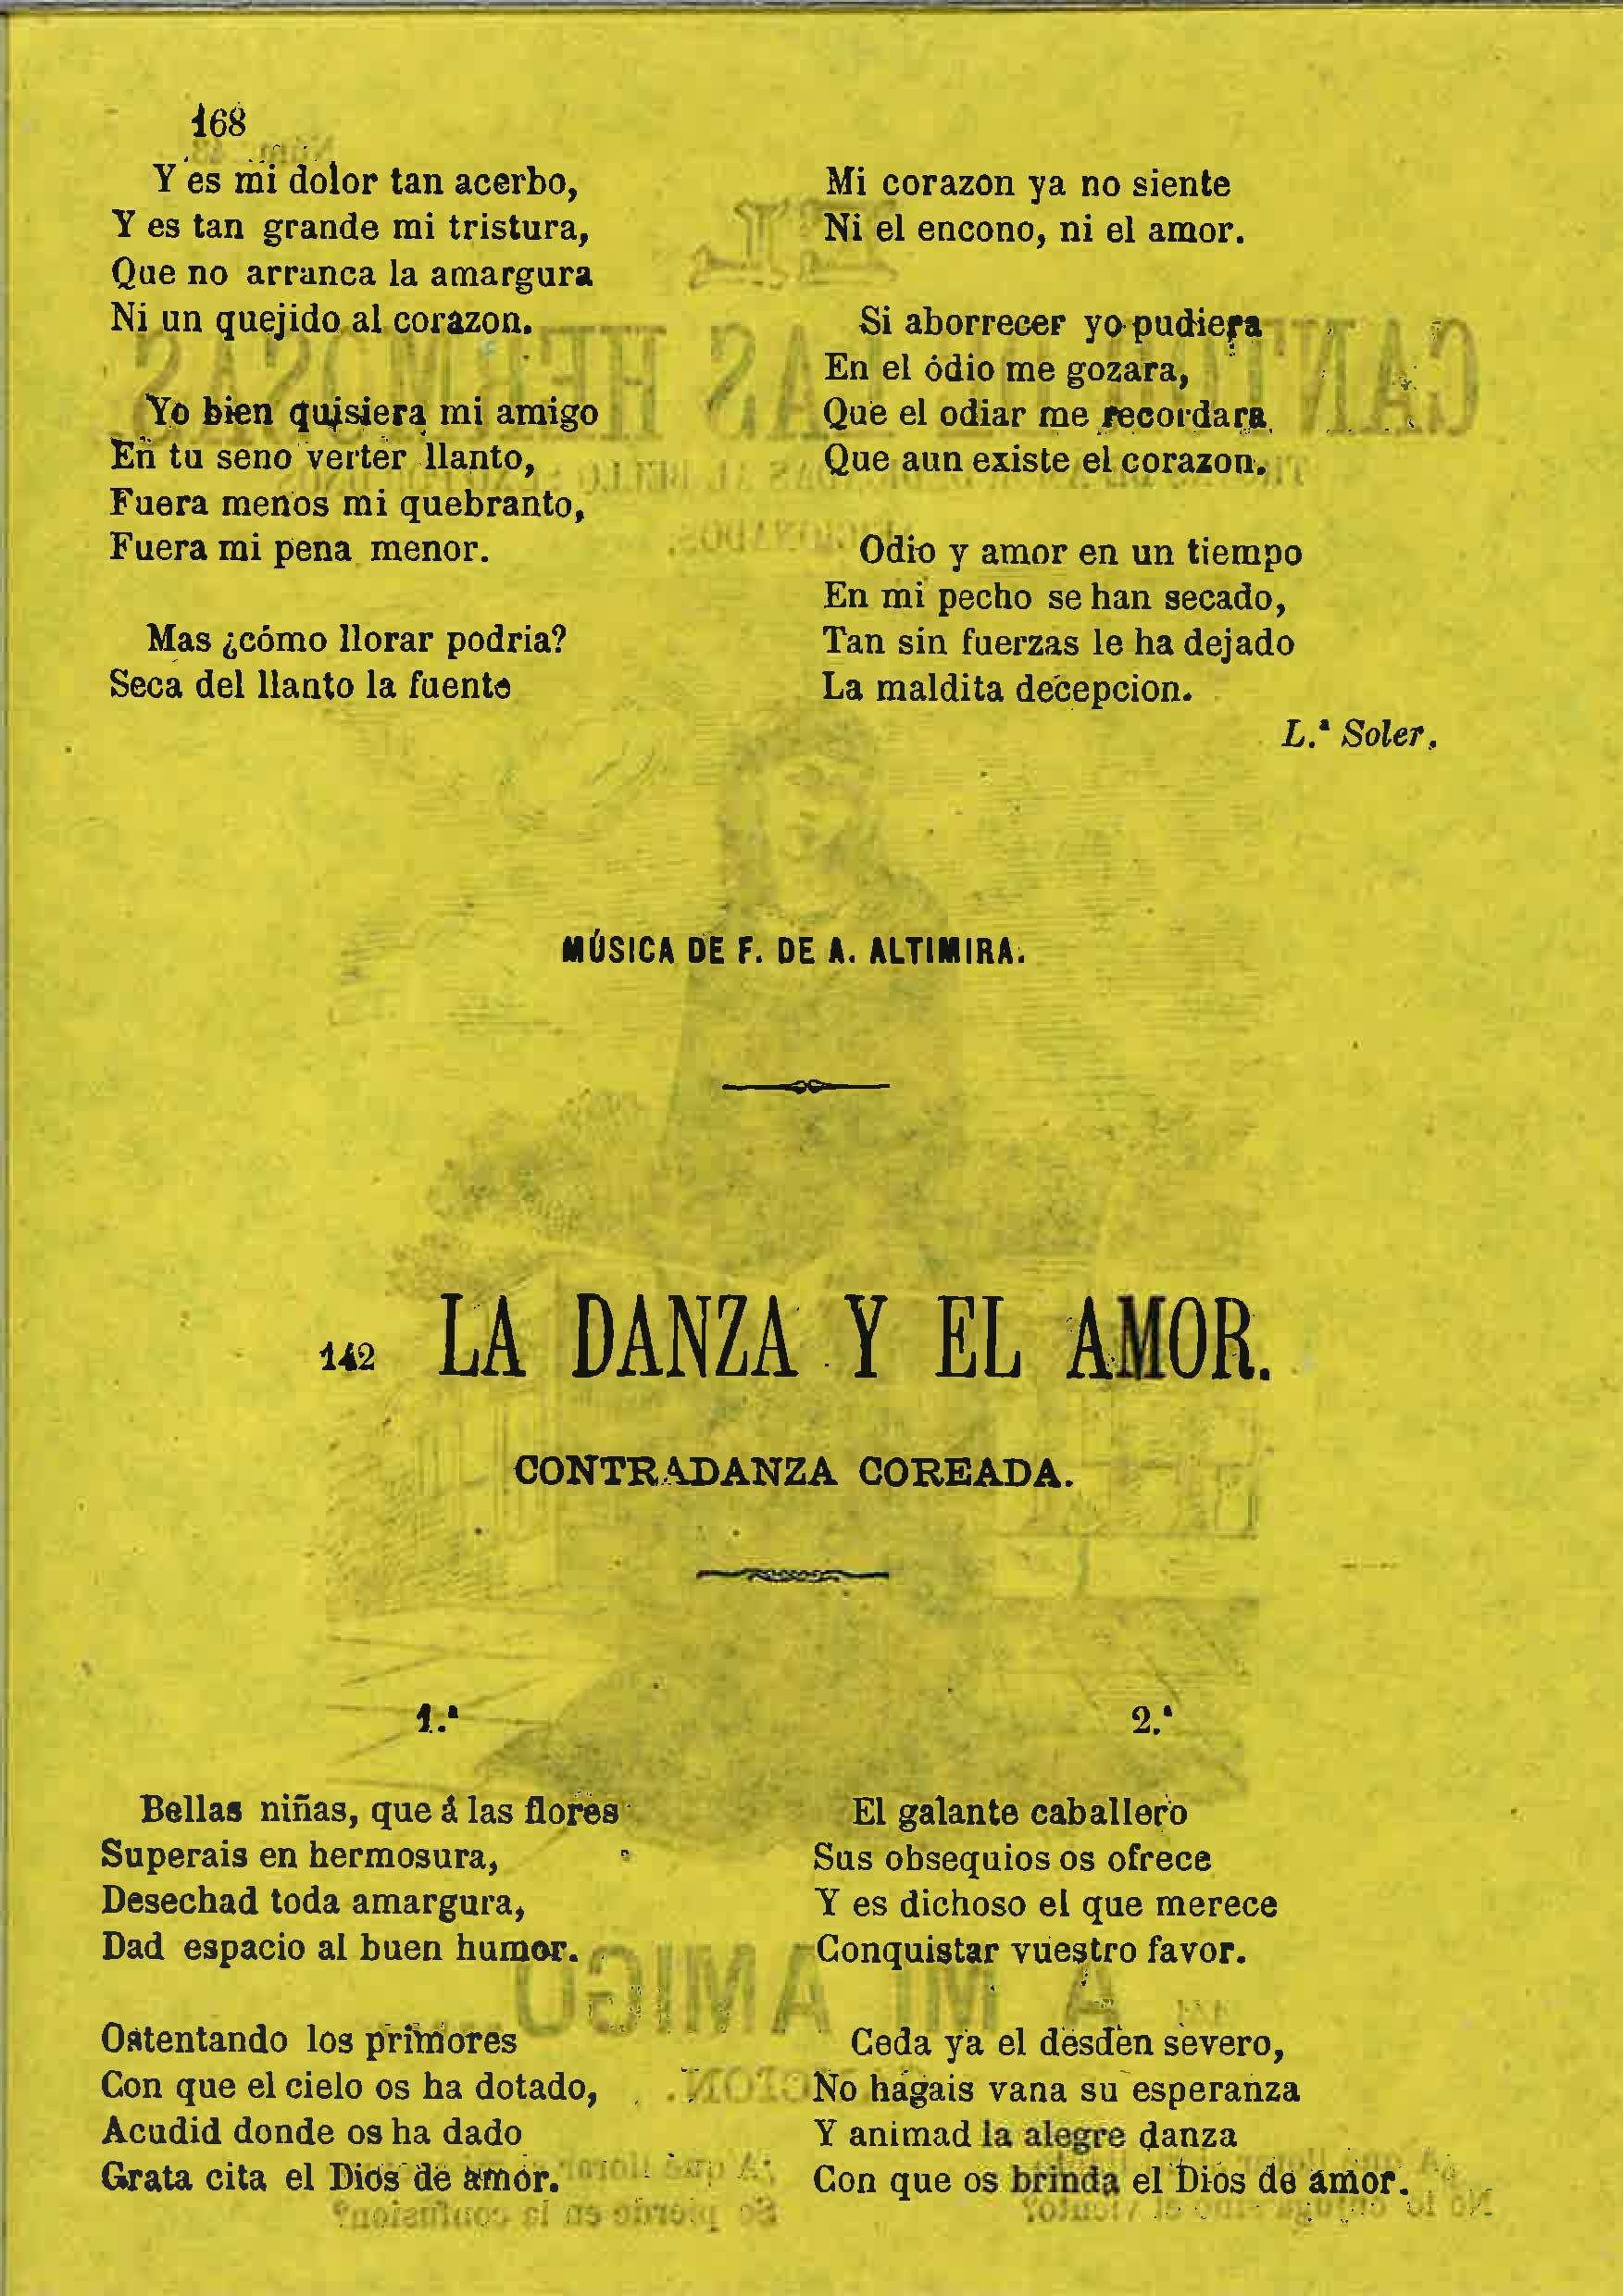 168
Y es mi dolor tan acerbo,
Y es tan grande mi tristura,
Que no arranca la amargura
Ni un quejido al corazon.
Yo bien quisiera mi amigo
En tu seno verter llanto,
Fuera menos mi quebranto,
Fuera mi pena menor.
Mas ¿cómo llorar podria?
Seca del llanto la fuente
Mi corazon ya no siente
Ni el encono, ni el amor.
Si aborrecer yo pudiera
En el ódio me gozara,
Que el odiar me recordara
Que aun existe el corazon.
Odio y amor en un tiempo
En mi pecho se han secado,
Tan sin fuerzas le ha dejado
La maldita decepcion.
L.ª Soler.
MÚSICA DE F. DE A. ALTIMIRA.
142 LA DANZA Y EL AMOR.
CONTRADANZA COREADA.
1.ª
Bellas niñas, que á las flores
Superais en hermosura,
Desechad toda amargura,
Dad espacio al buen humor.
Ostentando los primores
Con que el cielo os ha dotado,
Acudid donde os ha dado
Grata cita el Dios de amor.
2.ª
El galante caballero
Sus obsequios os ofrece
Y es dichoso el que merece
Conquistar vuestro favor.
Ceda ya el desden severo,
No hagais vana su esperanza
Y animad la alegre danza
Con que os brinda el Dios de amor.